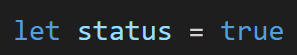 let status = true